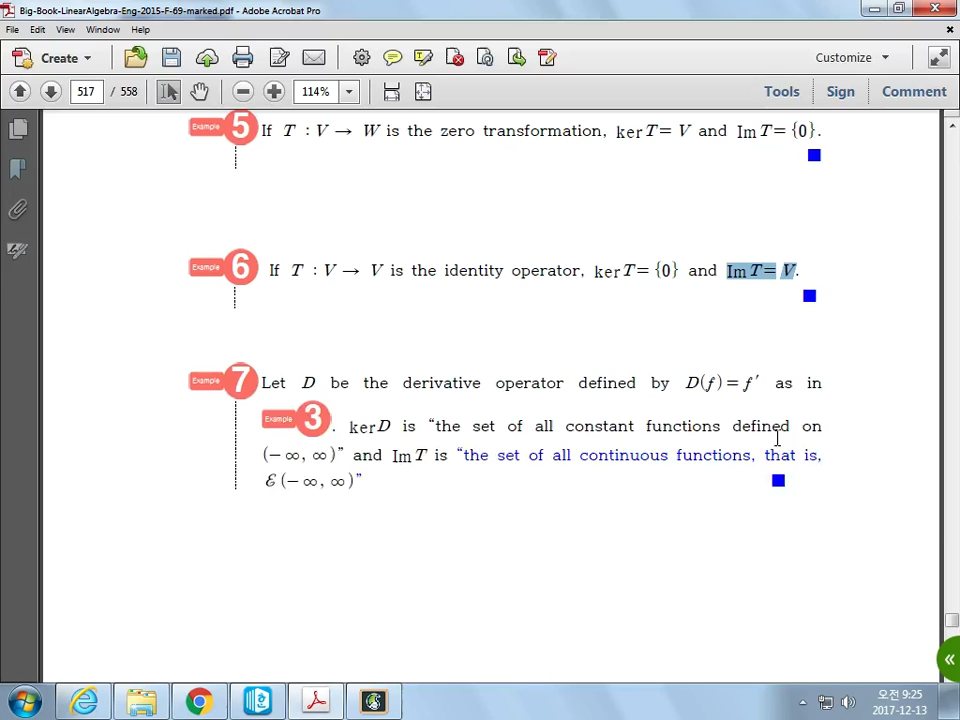 Big-Book-LinearAlgebra-Eng-2015-F-69-marked.pdf - Adobe Acrobat Pro
File Edit View Window Help
Create Customize
517 / 558 114% Tools Sign Comment
Example 5 If T : V → W is the zero transformation, ker T = V and Im T = {0}.
Example 6 If T : V → V is the identity operator, ker T = {0} and Im T = V.
Example 7 Let D be the derivative operator defined by D(f) = f′ as in
Example 3 . ker D is “the set of all constant functions defined on
(−∞, ∞)” and Im T is “the set of all continuous functions, that is,
ℰ(−∞, ∞)”
오전 9:25
2017-12-13